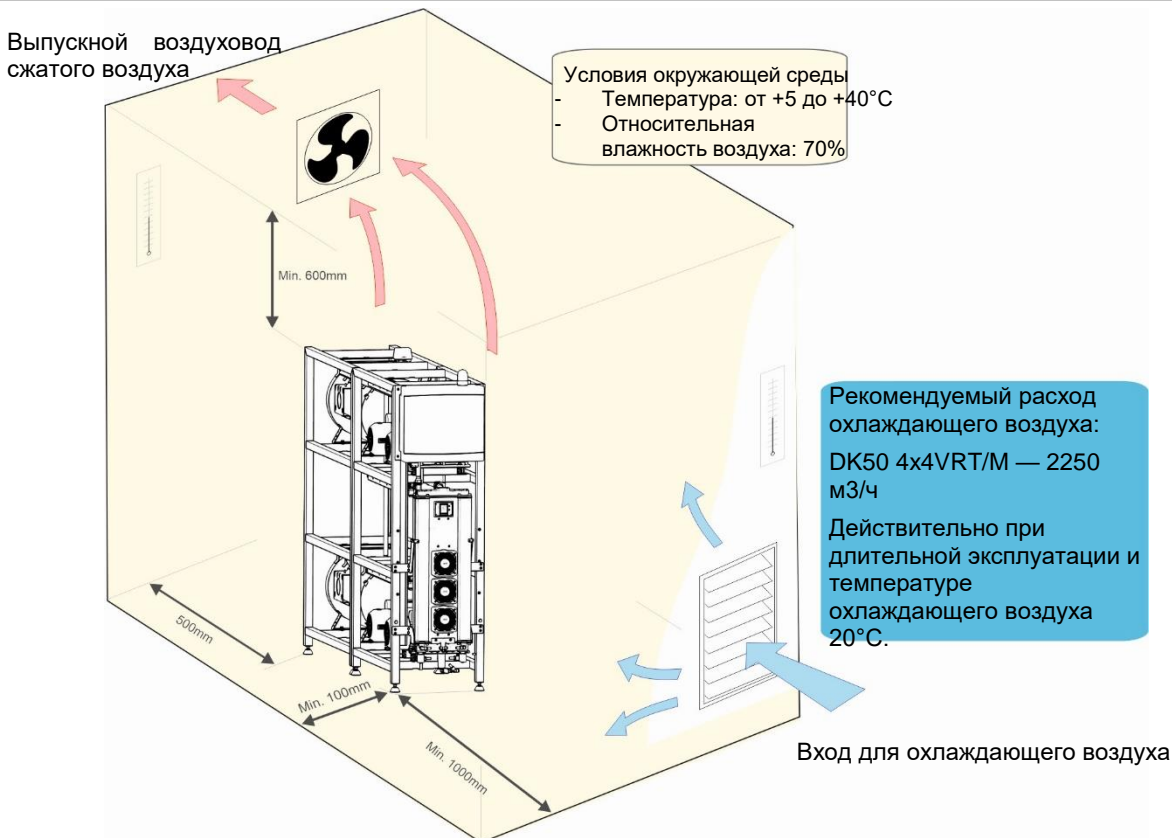 Выпускной воздуховод
сжатого воздуха
Условия окружающей среды
- Температура: от +5 до +40°C
- Относительная
влажность воздуха: 70%
Min. 600mm
Рекомендуемый расход
охлаждающего воздуха:
DK50 4x4VRT/M — 2250
м3/ч
Действительно при
длительной эксплуатации и
температуре
охлаждающего воздуха
20°C.
500mm
Min. 100mm
Min. 1000mm
Вход для охлаждающего воздуха